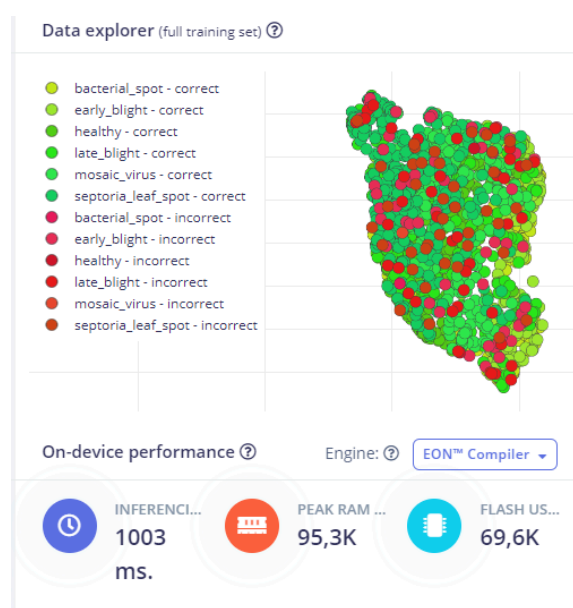 Data explorer (full training set) ?
bacterial_spot - correct
early_blight - correct
healthy - correct
late_blight - correct
mosaic_virus - correct
septoria_leaf_spot - correct
bacterial_spot - incorrect
early_blight - incorrect
healthy - incorrect
late_blight - incorrect
mosaic_virus - incorrect
septoria_leaf_spot - incorrect
On-device performance ? Engine: ? EON™ Compiler
INFERENCI... PEAK RAM ... FLASH US...
1003 95,3K 69,6K
ms.